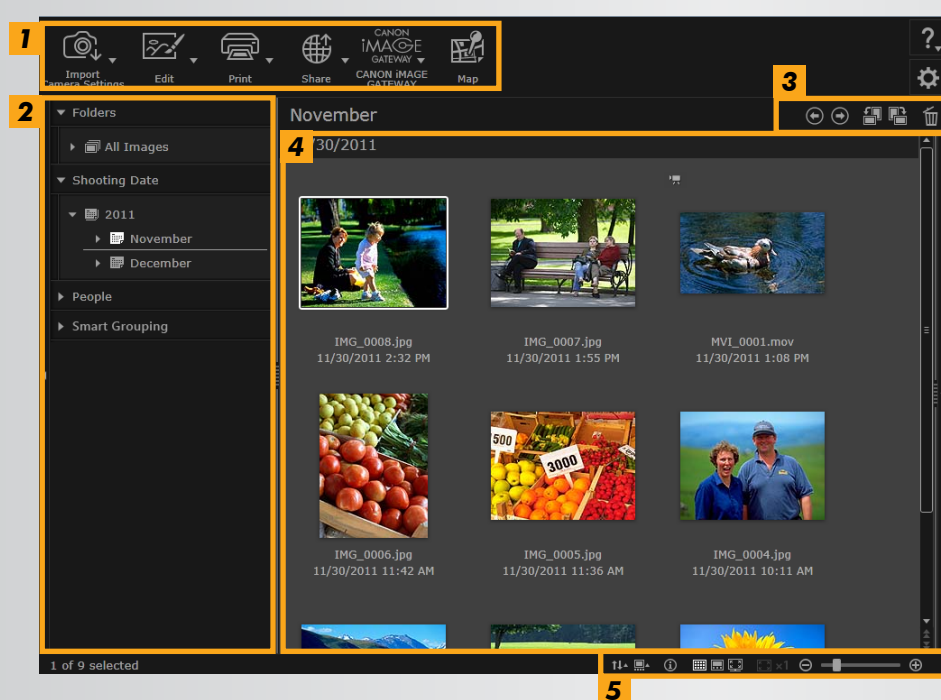 1
CANON
iMAGE
GATEWAY
Import
Camera Settings
Edit
Print
Share
CANON iMAGE
GATEWAY
Map
?
2
Folders
All Images
Shooting Date
2011
November
December
People
Smart Grouping
3
November
4
/30/2011
IMG_0008.jpg
11/30/2011 2:32 PM
IMG_0007.jpg
11/30/2011 1:55 PM
MVI_0001.mov
11/30/2011 1:08 PM
500
3000
IMG_0006.jpg
11/30/2011 11:42 AM
IMG_0005.jpg
11/30/2011 11:36 AM
IMG_0004.jpg
11/30/2011 10:11 AM
1 of 9 selected
×1
5